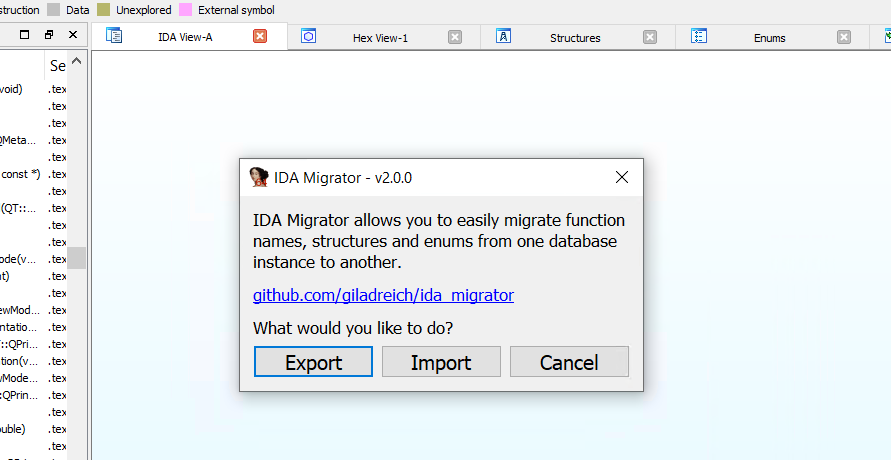 struction Data Unexplored External symbol
IDA View-A Hex View-1 Structures Enums
Se
void) .tex
.tex
.tex
QMeta... .tex
.tex
const *) .tex
.tex
(QT::... .tex
.tex
.tex
ode(v... .tex
nt) .tex
.tex
ewMod... .tex
entatio... .tex
::QPri... .tex
tion(v... .tex
wMode... .tex
:QPrin... .tex
.tex
ouble) .tex
.tex
IDA Migrator - v2.0.0
IDA Migrator allows you to easily migrate function
names, structures and enums from one database
instance to another.
github.com/giladreich/ida_migrator
What would you like to do?
Export Import Cancel